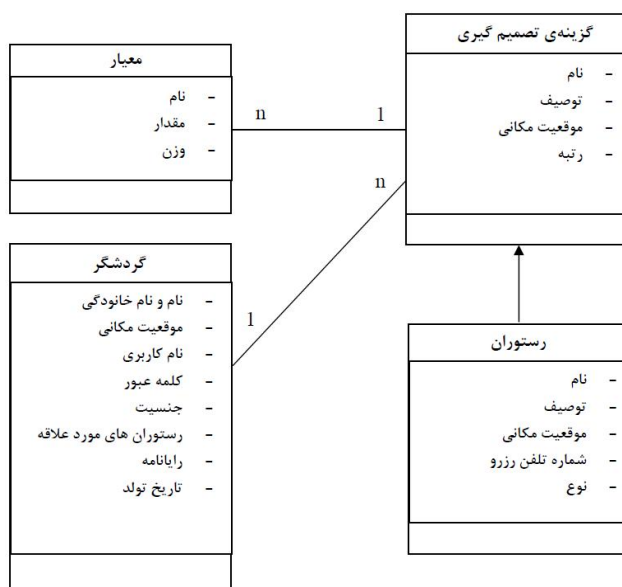 گزینه‌ی تصمیم گیری
- نام
- توصیف
- موقعیت مکانی
- رتبه
معیار
- نام
- مقدار
- وزن
n
1
n
1
گردشگر
- نام و نام خانودگی
- موقعیت مکانی
- نام کاربری
- کلمه عبور
- جنسیت
- رستوران های مورد علاقه
- رایانامه
- تاریخ تولد
رستوران
- نام
- توصیف
- موقعیت مکانی
- شماره تلفن رزرو
- نوع